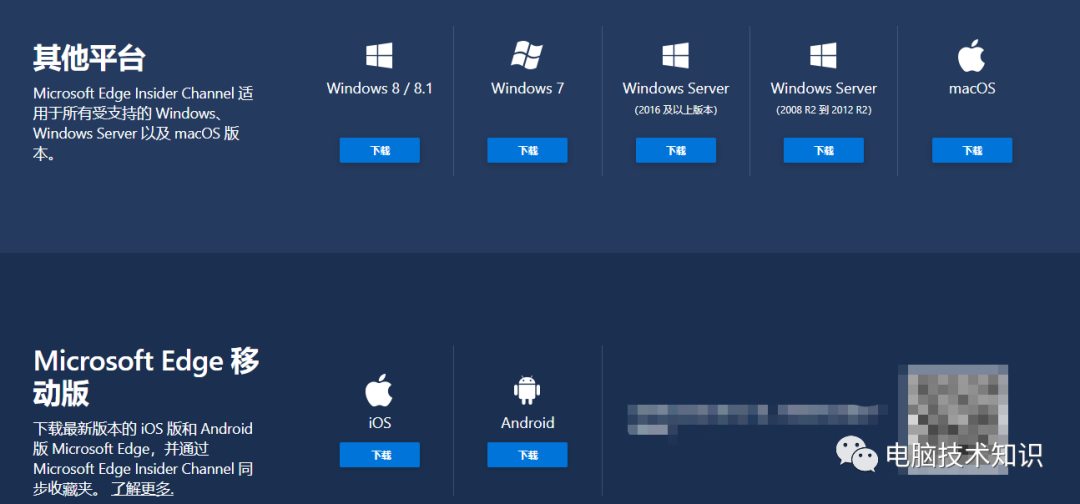 其他平台
Microsoft Edge Insider Channel 适
用于所有受支持的 Windows、
Windows Server 以及 macOS 版
本。
Windows 8 / 8.1
下载
Windows 7
下载
Windows Server
(2016 及以上版本)
下载
Windows Server
(2008 R2 到 2012 R2)
下载
macOS
下载
Microsoft Edge 移
动版
下载最新版本的 iOS 版和 Android
版 Microsoft Edge，并通过
Microsoft Edge Insider Channel 同
步收藏夹。 了解更多.
iOS
下载
Android
下载
电脑技术知识